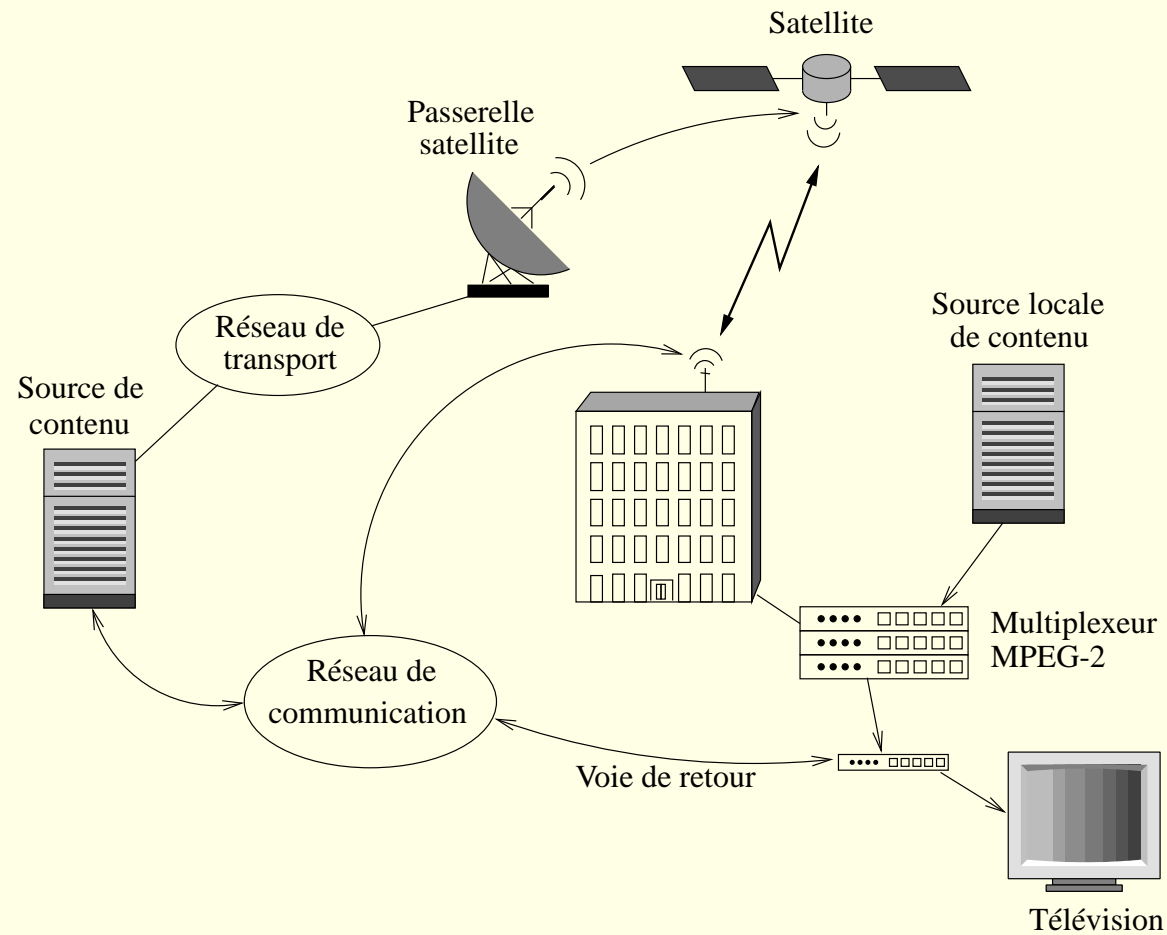 Satellite
Passerelle
satellite
Source locale
de contenu
Réseau de
transport
Source de
contenu
Multiplexeur
MPEG-2
Réseau de
communication
Voie de retour
Télévision